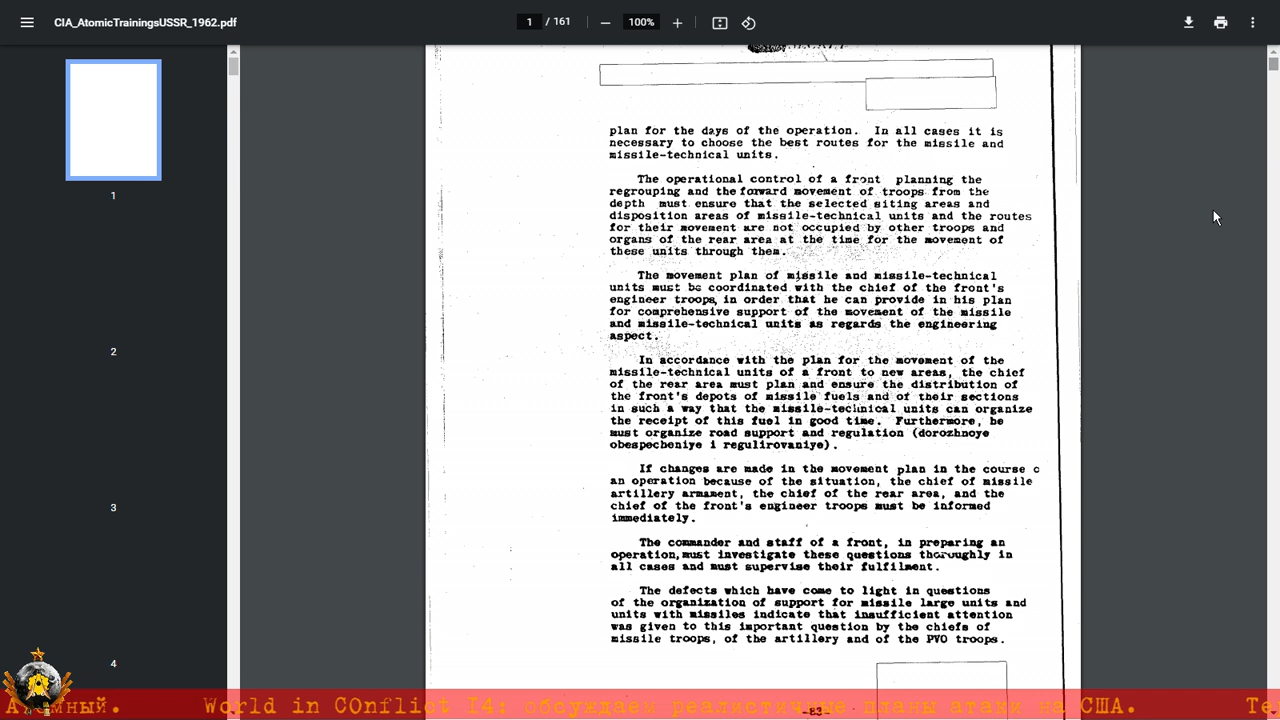 CIA_AtomicTrainingsUSSR_1962.pdf
1 / 161
100%
1
2
3
4
plan for the days of the operation. In all cases it is
necessary to choose the best routes for the missile and
missile-technical units.
The operational control of a front planning the
regrouping and the forward movement of troops from the
depth must ensure that the selected siting areas and
disposition areas of missile-technical units and the routes
for their movement are not occupied by other troops and
organs of the rear area at the time for the movement of
these units through them.
The movement plan of missile and missile-technical
units must be coordinated with the chief of the front's
engineer troops, in order that he can provide in his plan
for comprehensive support of the movement of the missile
and missile-technical units as regards the engineering
aspect.
In accordance with the plan for the movement of the
missile-technical units of a front to new areas, the chief
of the rear area must plan and ensure the distribution of
the front's depots of missile fuels and of their sections
in such a way that the missile-technical units can organize
the receipt of this fuel in good time. Furthermore, he
must organize road support and regulation (dorozhnoye
obespecheniye i regulirovaniye).
If changes are made in the movement plan in the course o
an operation because of the situation, the chief of missile
artillery armament, the chief of the rear area, and the
chief of the front's engineer troops must be informed
immediately.
The commander and staff of a front, in preparing an
operation, must investigate these questions thoroughly in
all cases and must supervise their fulfilment.
The defects which have come to light in questions
of the organization of support for missile large units and
units with missiles indicate that insufficient attention
was given to this important question by the chiefs of
missile troops, of the artillery and of the PVO troops.
-83-
Атомный. World in COnflict I4: обсуждаем реалистичные планы атаки на США. Те